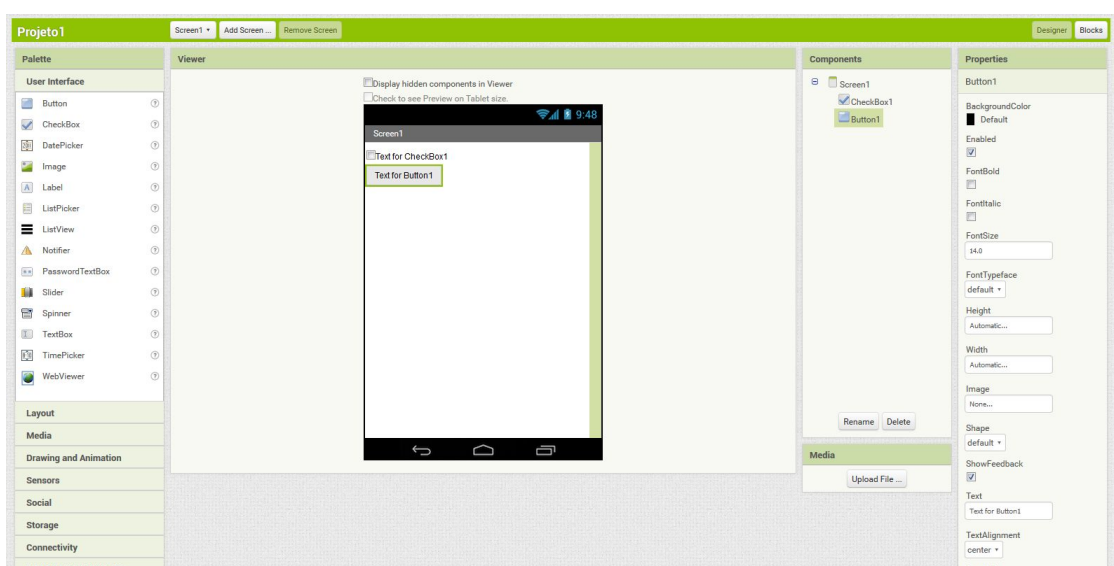 Projeto1
Screen1
Add Screen ...
Remove Screen
Designer
Blocks
Palette
User Interface
Button
CheckBox
DatePicker
Image
Label
ListPicker
ListView
Notifier
PasswordTextBox
Slider
Spinner
TextBox
TimePicker
WebViewer
Layout
Media
Drawing and Animation
Sensors
Social
Storage
Connectivity
Viewer
Display hidden components in Viewer
Check to see Preview on Tablet size.
9:48
Screen1
Text for CheckBox1
Text for Button1
Components
Screen1
CheckBox1
Button1
Rename
Delete
Media
Upload File ...
Properties
Button1
BackgroundColor
Default
Enabled
FontBold
FontItalic
FontSize
14.0
FontTypeface
default
Height
Automatic...
Width
Automatic...
Image
None...
Shape
default
ShowFeedback
Text
Text for Button1
TextAlignment
center